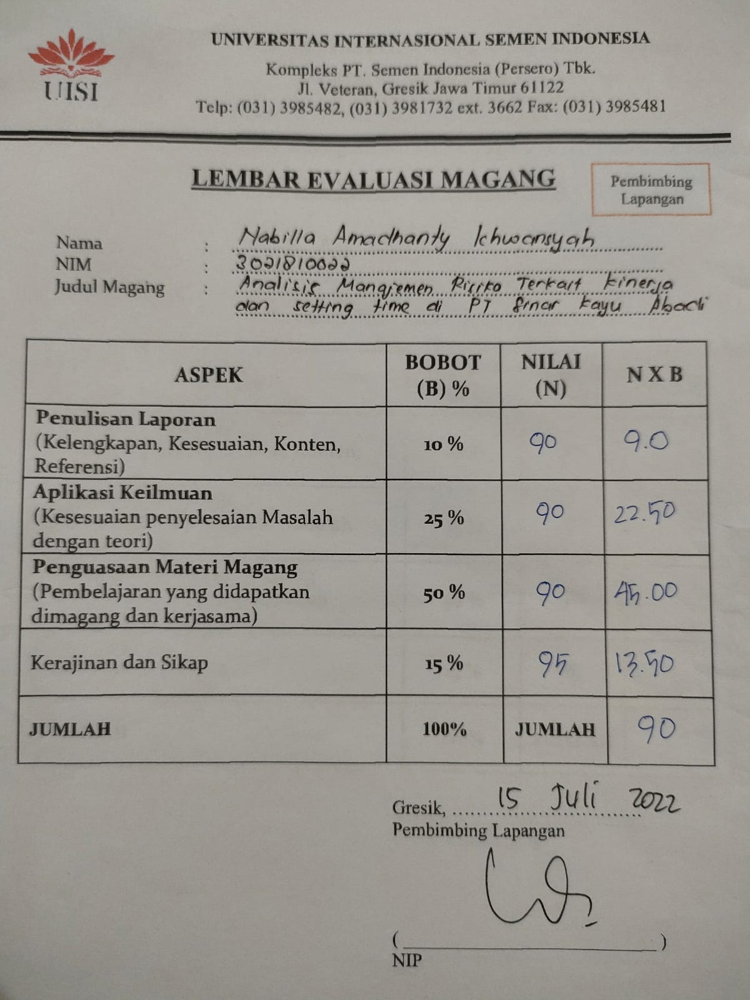 UISI
UNIVERSITAS INTERNASIONAL SEMEN INDONESIA
Kompleks PT. Semen Indonesia (Persero) Tbk.
Jl. Veteran, Gresik Jawa Timur 61122
Telp: (031) 3985482, (031) 3981732 ext. 3662 Fax: (031) 3985481
LEMBAR EVALUASI MAGANG
Pembimbing
Lapangan
Nama : Nabilla Amadhanty Ichwansyah
NIM : 3021810022
Judul Magang : Analisis Manajemen Risiko Terkait Kinerja
dan setting time di PT Sinar Kayu Abadi
ASPEK BOBOT (B) % NILAI (N) N X B
Penulisan Laporan
(Kelengkapan, Kesesuaian, Konten, 10 % 90 9.0
Referensi)
Aplikasi Keilmuan
(Kesesuaian penyelesaian Masalah 25 % 90 22.50
dengan teori)
Penguasaan Materi Magang
(Pembelajaran yang didapatkan 50 % 90 45.00
dimagang dan kerjasama)
Kerajinan dan Sikap 15 % 95 13.50
JUMLAH 100% JUMLAH 90
Gresik, 15 Juli 2022
Pembimbing Lapangan
( )
NIP